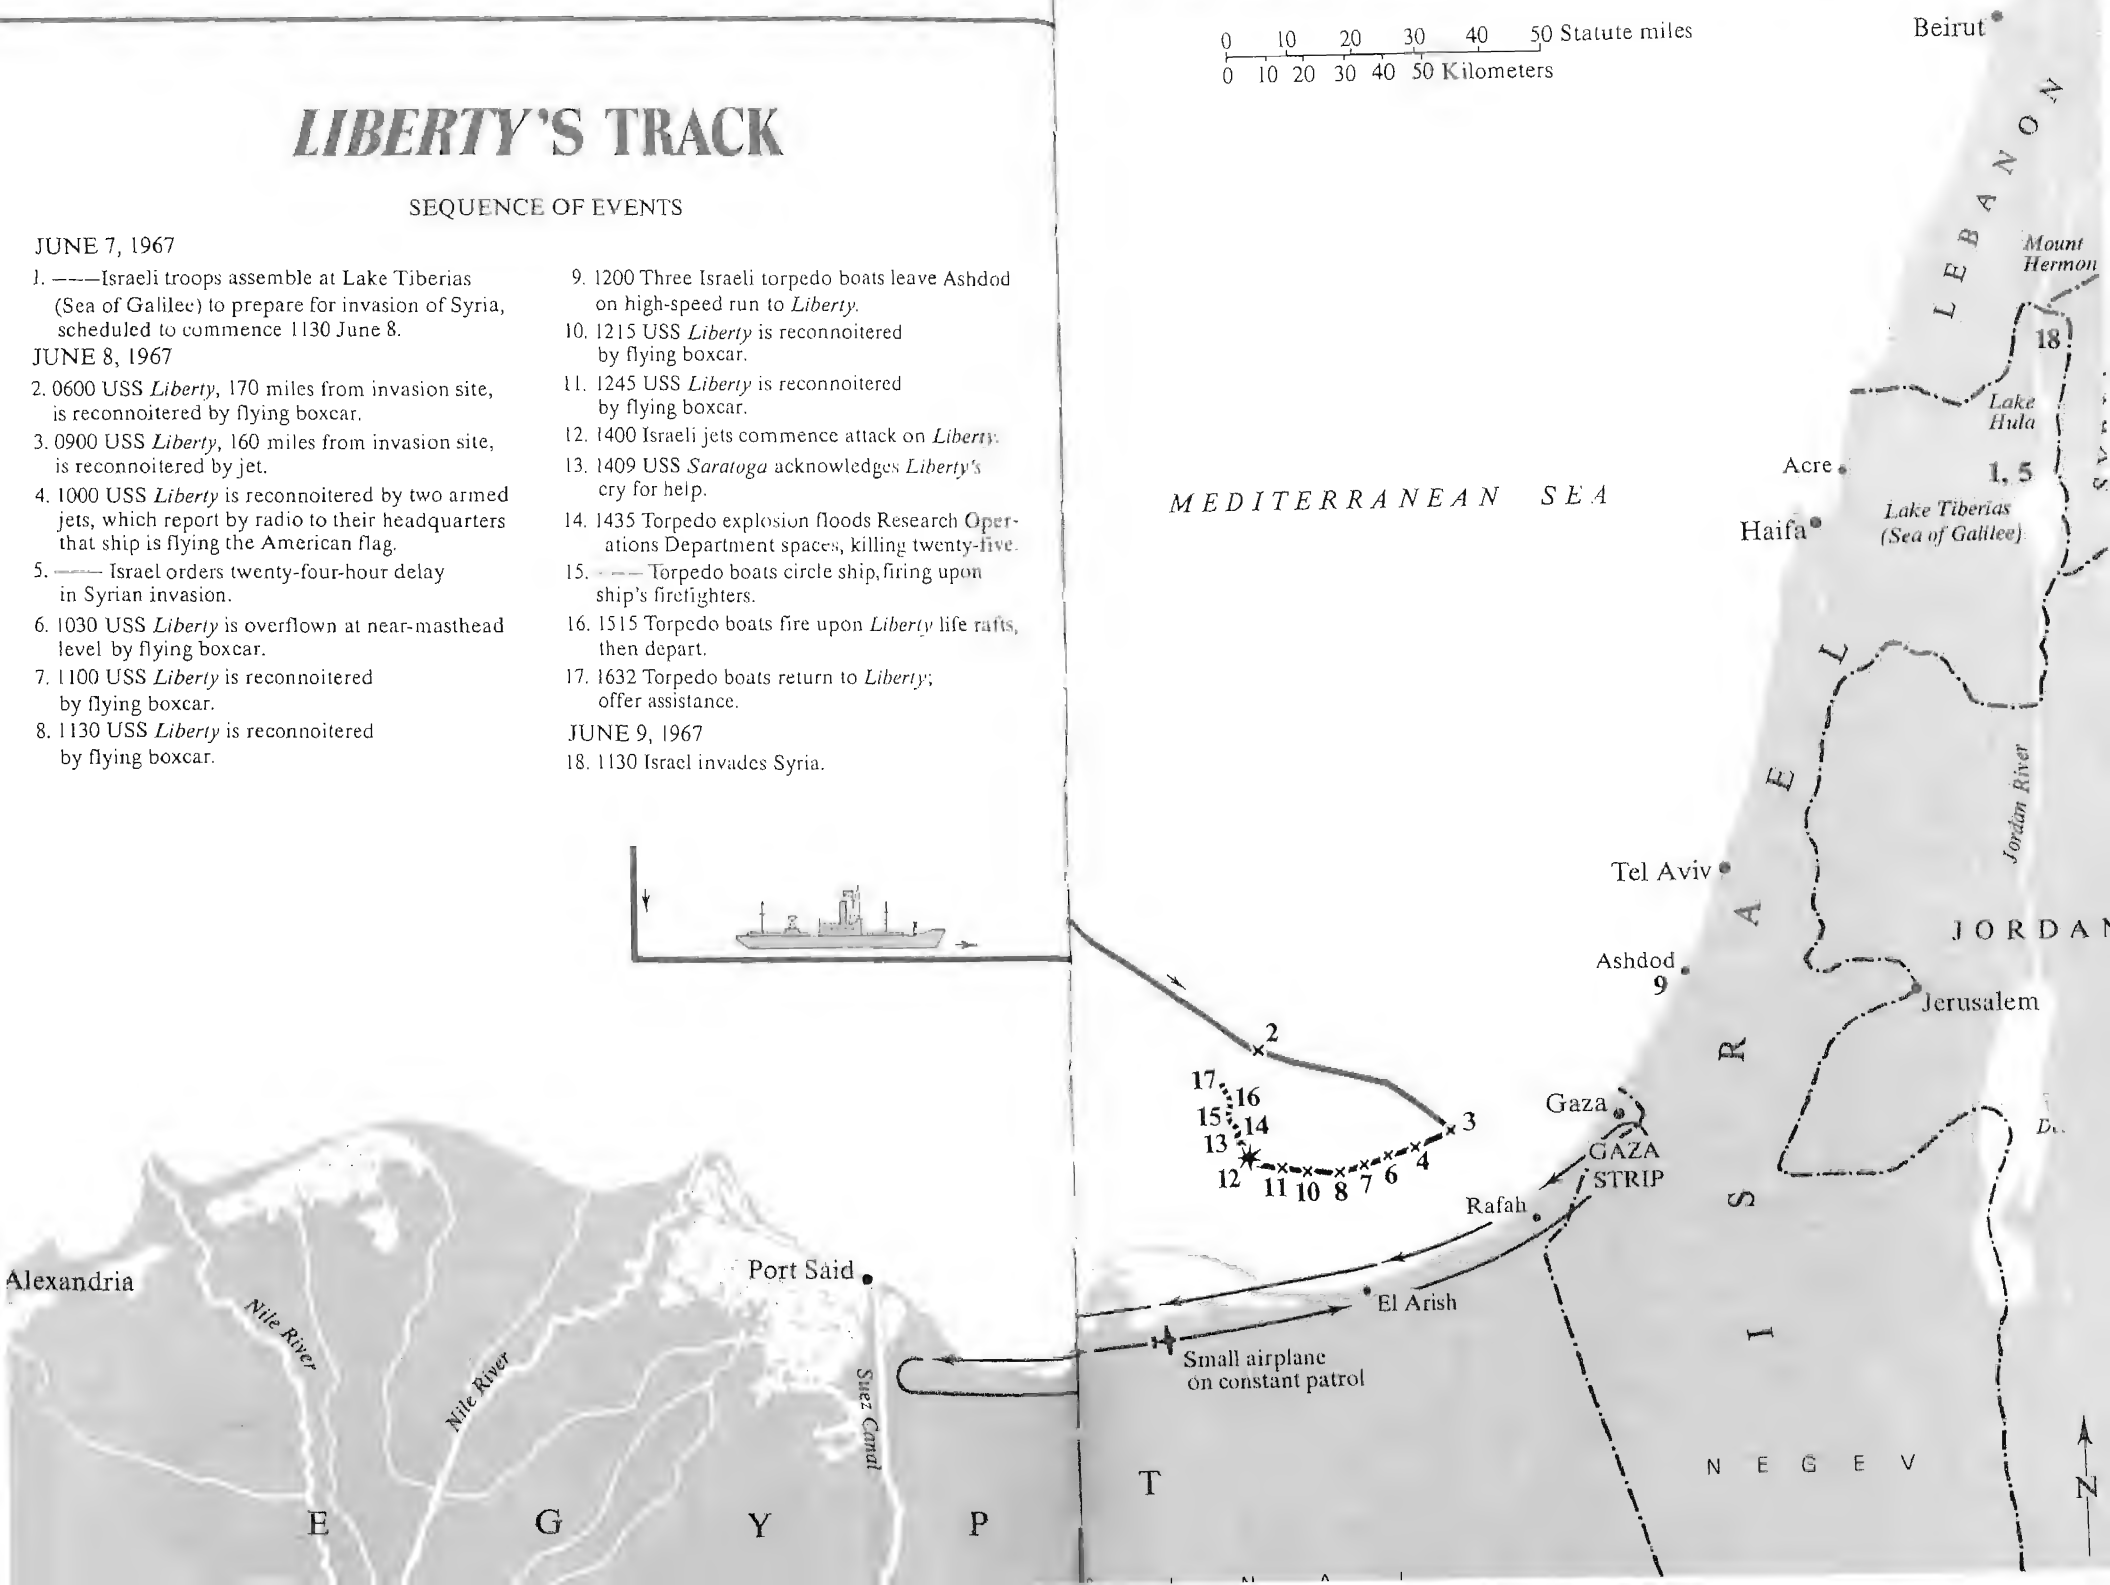 LIBERTY'S TRACK
SEQUENCE OF EVENTS
JUNE 7, 1967
1. ----Israeli troops assemble at Lake Tiberias
(Sea of Galilee) to prepare for invasion of Syria,
scheduled to commence 1130 June 8.
JUNE 8, 1967
2. 0600 USS Liberty, 170 miles from invasion site,
is reconnoitered by flying boxcar.
3. 0900 USS Liberty, 160 miles from invasion site,
is reconnoitered by jet.
4. 1000 USS Liberty is reconnoitered by two armed
jets, which report by radio to their headquarters
that ship is flying the American flag.
5. ---- Israel orders twenty-four-hour delay
in Syrian invasion.
6. 1030 USS Liberty is overflown at near-masthead
level by flying boxcar.
7. 1100 USS Liberty is reconnoitered
by flying boxcar.
8. 1130 USS Liberty is reconnoitered
by flying boxcar.
9. 1200 Three Israeli torpedo boats leave Ashdod
on high-speed run to Liberty.
10. 1215 USS Liberty is reconnoitered
by flying boxcar.
11. 1245 USS Liberty is reconnoitered
by flying boxcar.
12. 1400 Israeli jets commence attack on Liberty.
13. 1409 USS Saratoga acknowledges Liberty's
cry for help.
14. 1435 Torpedo explosion floods Research Oper-
ations Department spaces, killing twenty-five.
15. ---- Torpedo boats circle ship, firing upon
ship's firefighters.
16. 1515 Torpedo boats fire upon Liberty life rafts,
then depart.
17. 1632 Torpedo boats return to Liberty;
offer assistance.
JUNE 9, 1967
18. 1130 Israel invades Syria.
0 10 20 30 40 50 Statute miles
0 10 20 30 40 50 Kilometers
Beirut
LEBANON
Mount
Hermon
18
Lake
Hula
Acre
1, 5
MEDITERRANEAN SEA
Lake Tiberias
(Sea of Galilee)
Haifa
ISRAEL
Jordan River
Tel Aviv
JORDAN
Ashdod
9
Jerusalem
2
17
16
15
14
13
12
11 10 8 7 6 4
3
Gaza
GAZA
STRIP
Rafah
El Arish
Small airplane
on constant patrol
Alexandria
Port Said
Nile River
Nile River
Suez Canal
NEGEV
N
EGYPT